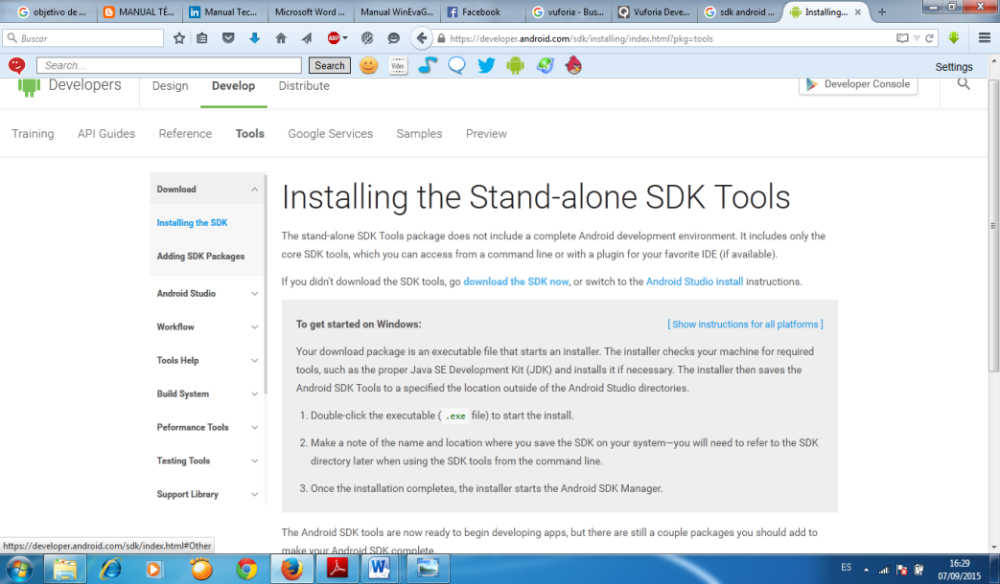 objetivo de ...
MANUAL TÉ...
Manual Tec...
Microsoft Word ...
Manual WinEvaG...
Facebook
vuforia - Bus...
Vuforia Deve...
sdk android ...
Installing...
Buscar
https://developer.android.com/sdk/installing/index.html?pkg=tools
Search...
Search
Video
Settings
Developers
Design
Develop
Distribute
Developer Console
Training
API Guides
Reference
Tools
Google Services
Samples
Preview
Download
Installing the SDK
Adding SDK Packages
Android Studio
Workflow
Tools Help
Build System
Peformance Tools
Testing Tools
Support Library
Installing the Stand-alone SDK Tools
The stand-alone SDK Tools package does not include a complete Android development environment. It includes only the
core SDK tools, which you can access from a command line or with a plugin for your favorite IDE (if available).
If you didn't download the SDK tools, go download the SDK now, or switch to the Android Studio install instructions.
To get started on Windows:
[ Show instructions for all platforms ]
Your download package is an executable file that starts an installer. The installer checks your machine for required
tools, such as the proper Java SE Development Kit (JDK) and installs it if necessary. The installer then saves the
Android SDK Tools to a specified the location outside of the Android Studio directories.
1. Double-click the executable ( .exe file) to start the install.
2. Make a note of the name and location where you save the SDK on your system—you will need to refer to the SDK
directory later when using the SDK tools from the command line.
3. Once the installation completes, the installer starts the Android SDK Manager.
The Android SDK tools are now ready to begin developing apps, but there are still a couple packages you should add to
make your Android SDK complete.
https://developer.android.com/sdk/index.html#Other
ES
16:29
07/09/2015